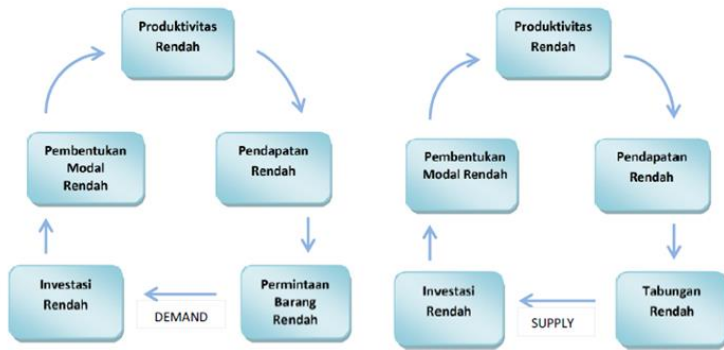 Produktivitas
Rendah
Pembentukan
Modal
Rendah
Pendapatan
Rendah
Investasi
Rendah
DEMAND
Permintaan
Barang
Rendah
Produktivitas
Rendah
Pembentukan
Modal Rendah
Pendapatan
Rendah
Investasi
Rendah
SUPPLY
Tabungan
Rendah